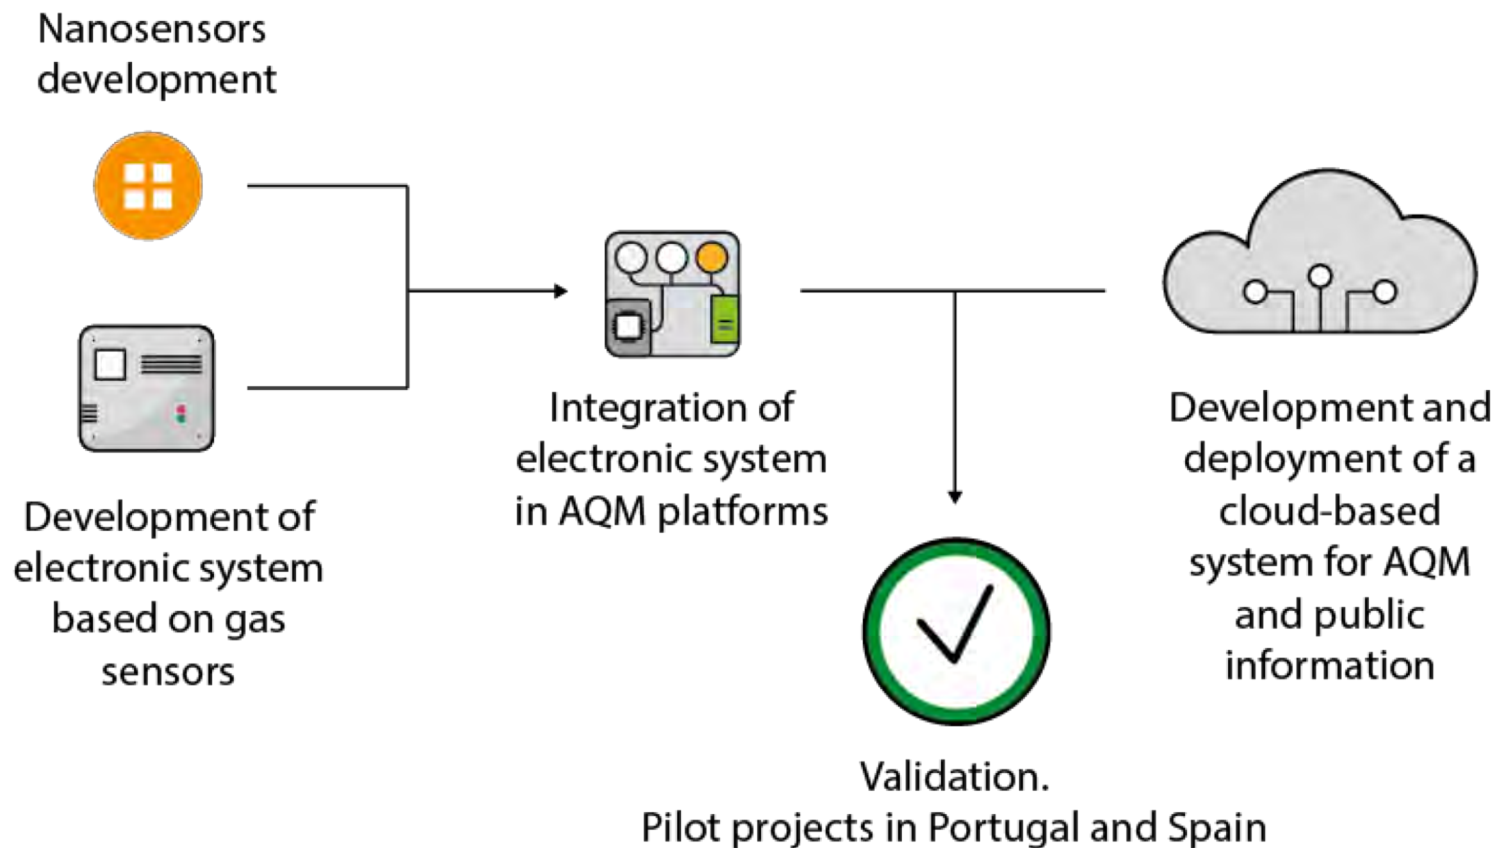 Nanosensors
development
Development of
electronic system
based on gas
sensors
Integration of
electronic system
in AQM platforms
Development and
deployment of a
cloud-based
system for AQM
and public
information
Validation.
Pilot projects in Portugal and Spain